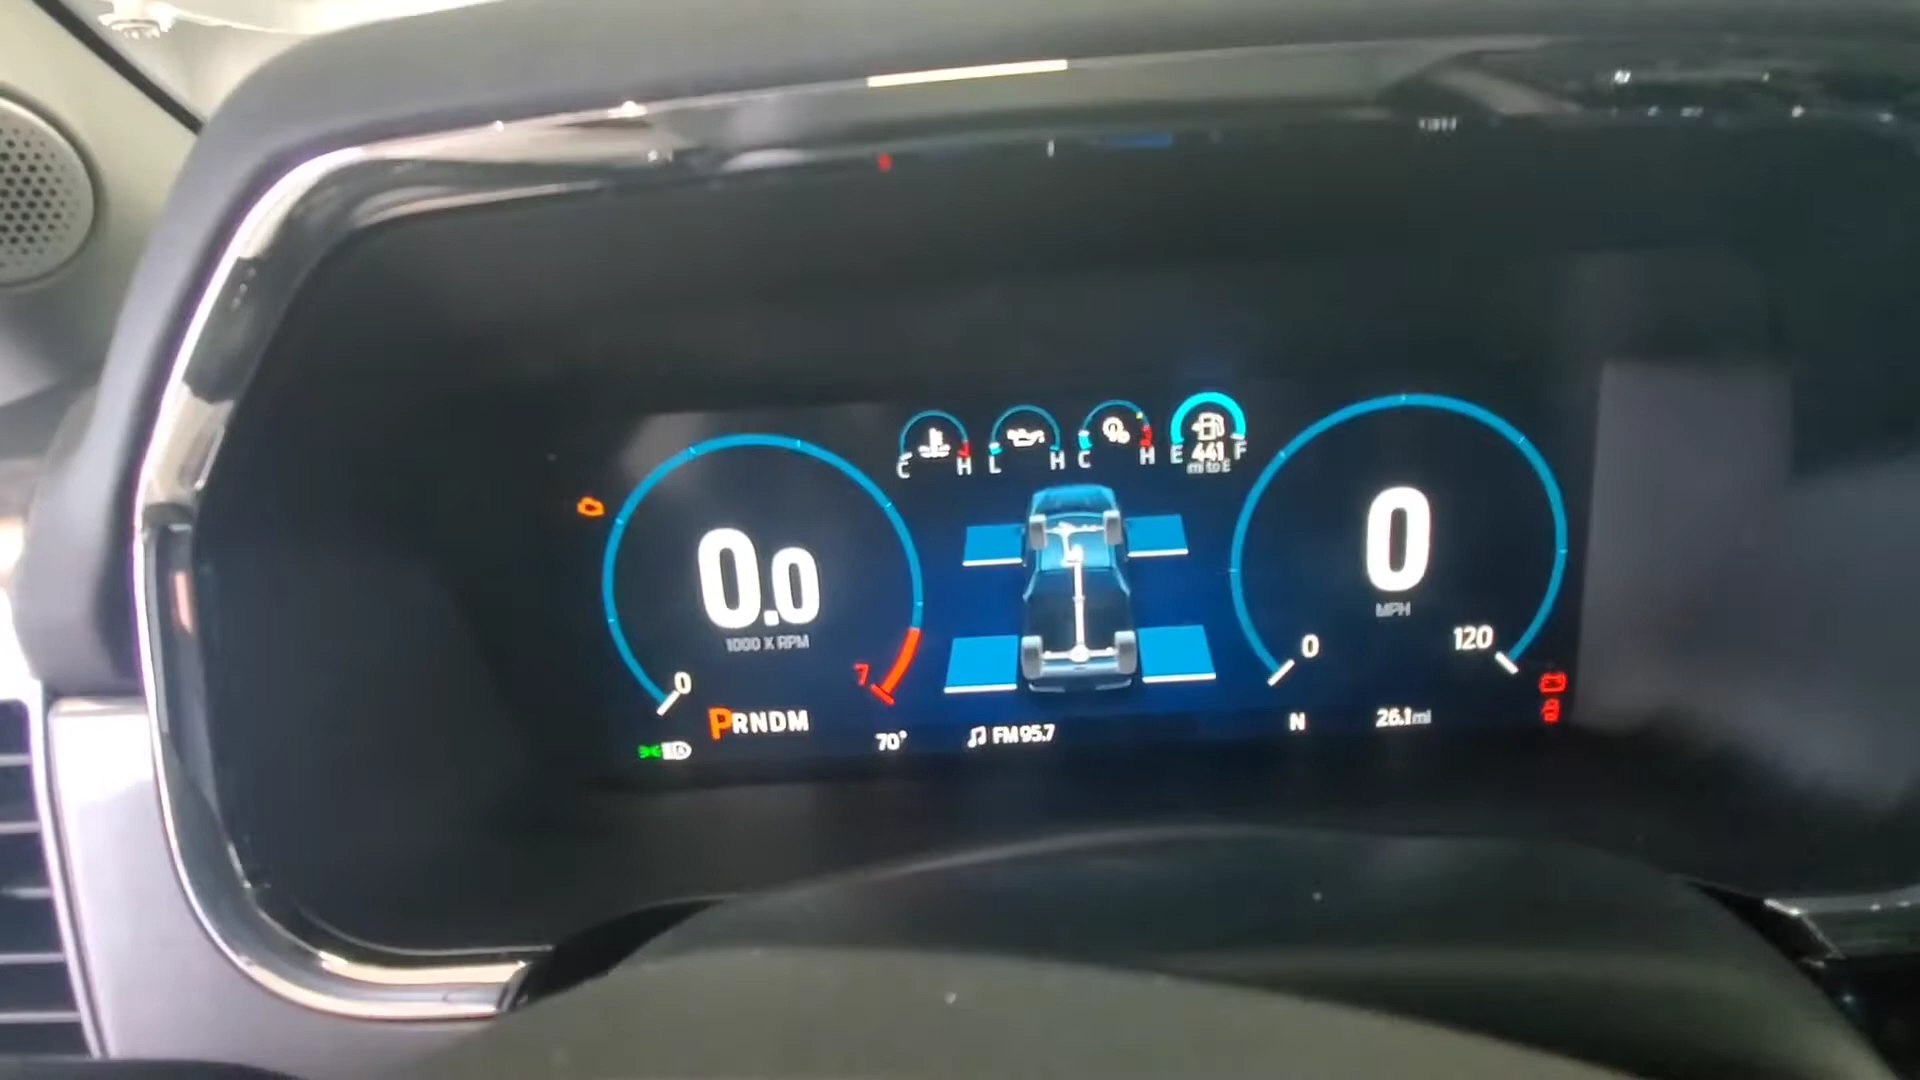 C H
L H
C H
E 441 F
mi to E
0.0
1000 X RPM
0
7
0
MPH
0
120
PRNDM
70°
FM 95.7
N
26.1mi